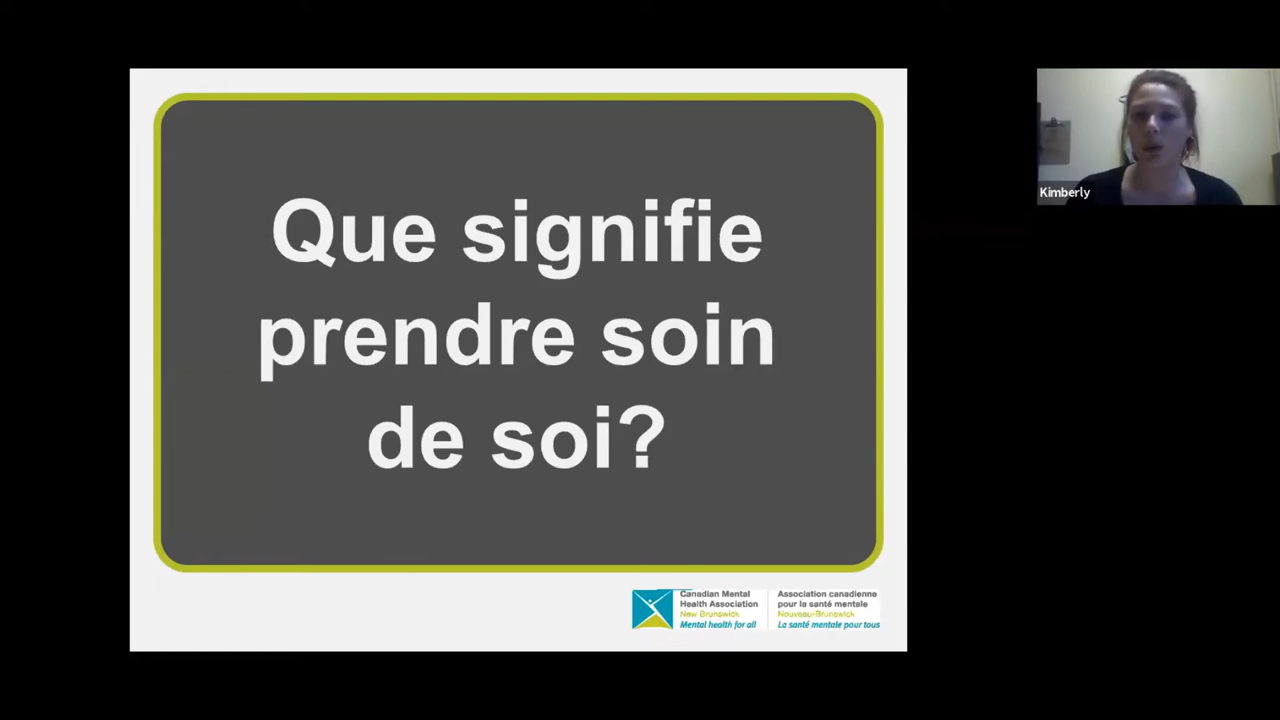 Que signifie
prendre soin
de soi?
Kimberly
Canadian Mental
Health Association
New Brunswick
Mental health for all
Association canadienne
pour la santé mentale
Nouveau-Brunswick
La santé mentale pour tous